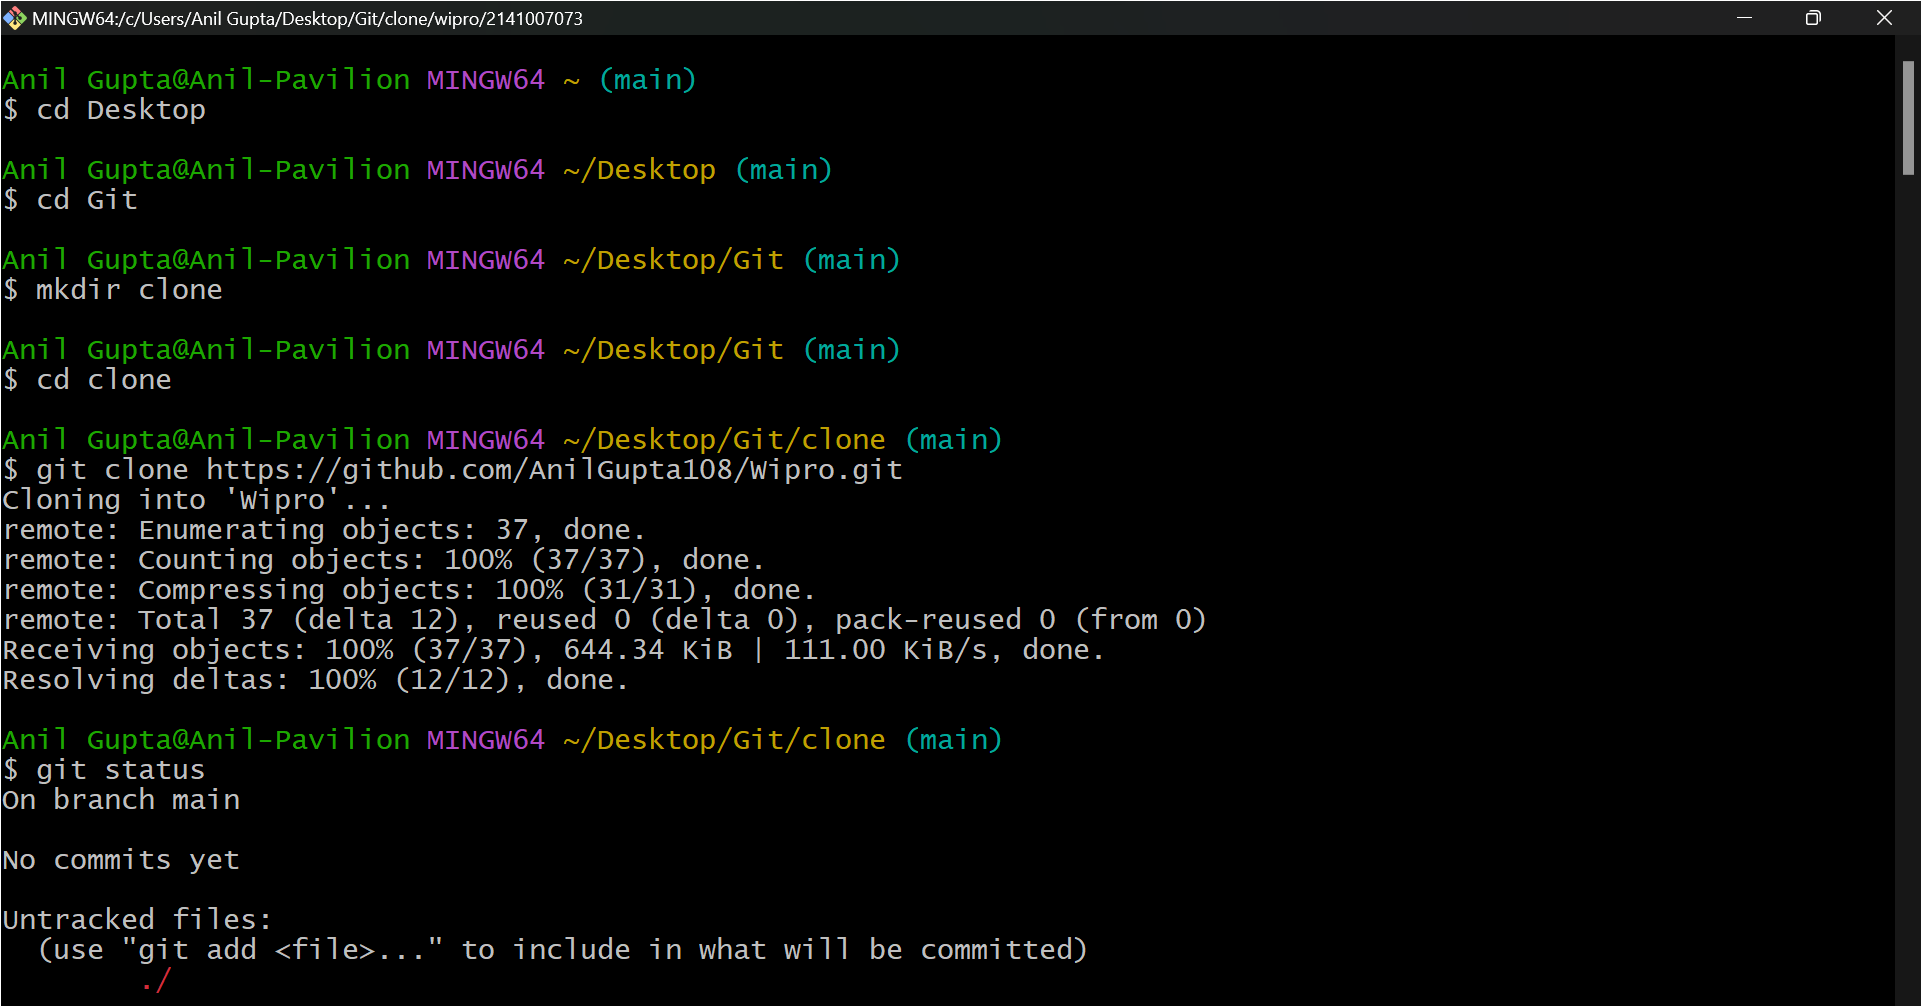 MINGW64:/c/Users/Anil Gupta/Desktop/Git/clone/wipro/2141007073
Anil Gupta@Anil-Pavilion MINGW64 ~ (main)
$ cd Desktop
Anil Gupta@Anil-Pavilion MINGW64 ~/Desktop (main)
$ cd Git
Anil Gupta@Anil-Pavilion MINGW64 ~/Desktop/Git (main)
$ mkdir clone
Anil Gupta@Anil-Pavilion MINGW64 ~/Desktop/Git (main)
$ cd clone
Anil Gupta@Anil-Pavilion MINGW64 ~/Desktop/Git/clone (main)
$ git clone https://github.com/AnilGupta108/Wipro.git
Cloning into 'Wipro'...
remote: Enumerating objects: 37, done.
remote: Counting objects: 100% (37/37), done.
remote: Compressing objects: 100% (31/31), done.
remote: Total 37 (delta 12), reused 0 (delta 0), pack-reused 0 (from 0)
Receiving objects: 100% (37/37), 644.34 KiB | 111.00 KiB/s, done.
Resolving deltas: 100% (12/12), done.
Anil Gupta@Anil-Pavilion MINGW64 ~/Desktop/Git/clone (main)
$ git status
On branch main
No commits yet
Untracked files:
  (use "git add <file>..." to include in what will be committed)
        ./